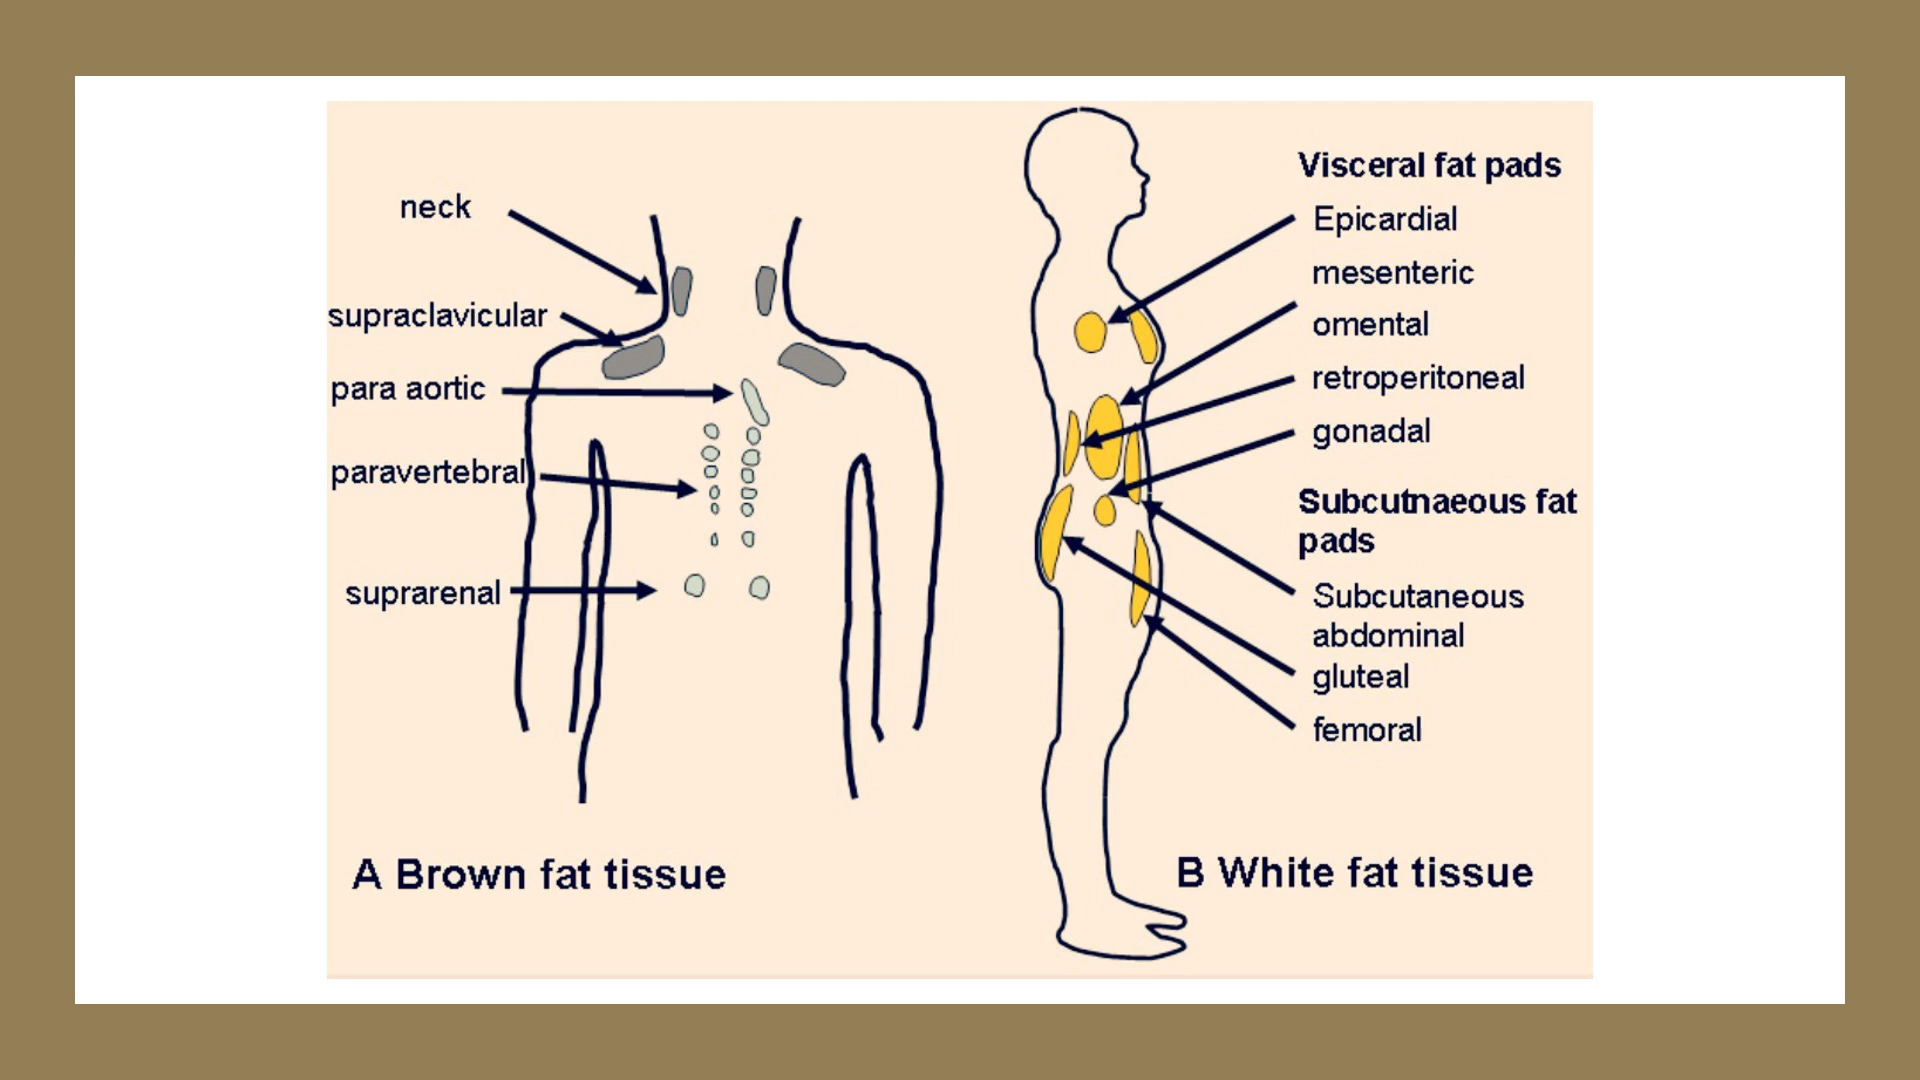 neck
supraclavicular
para aortic
paravertebral
suprarenal
A Brown fat tissue
Visceral fat pads
Epicardial
mesenteric
omental
retroperitoneal
gonadal
Subcutnaeous fat
pads
Subcutaneous
abdominal
gluteal
femoral
B White fat tissue